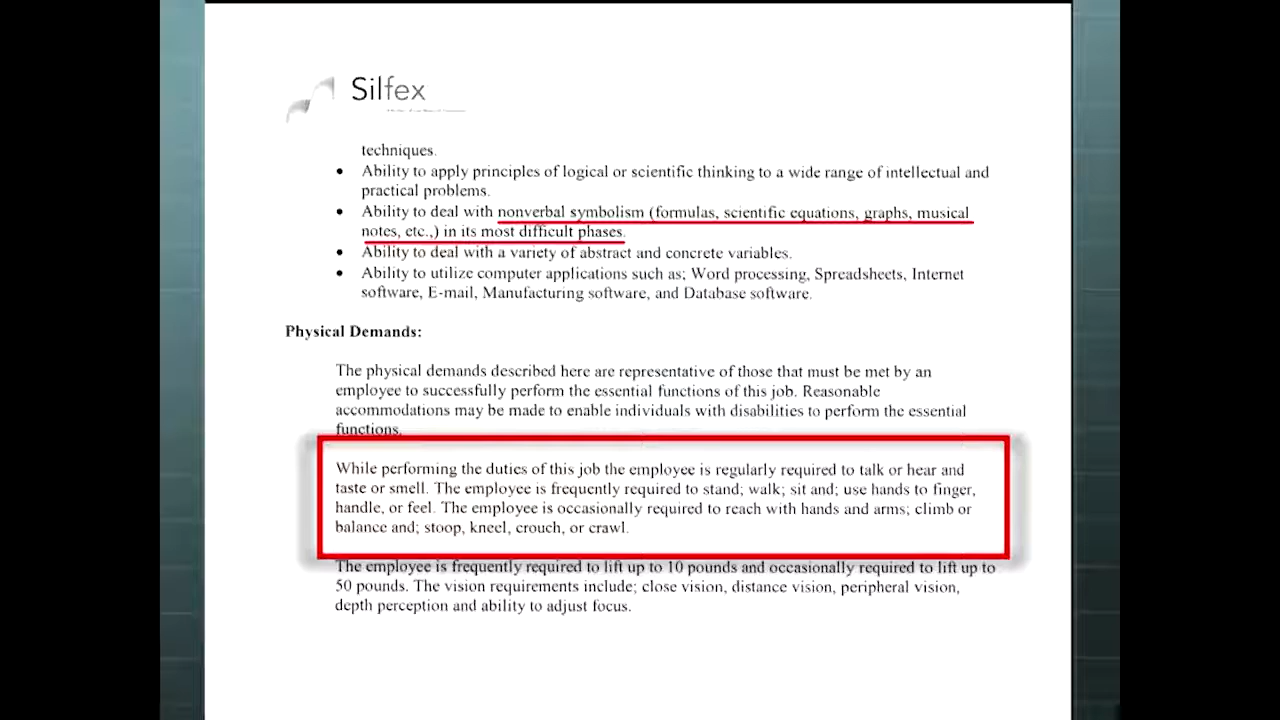 Silfex
techniques.
• Ability to apply principles of logical or scientific thinking to a wide range of intellectual and
practical problems.
• Ability to deal with nonverbal symbolism (formulas, scientific equations, graphs, musical
notes, etc.,) in its most difficult phases.
• Ability to deal with a variety of abstract and concrete variables.
• Ability to utilize computer applications such as; Word processing, Spreadsheets, Internet
software, E-mail, Manufacturing software, and Database software.
Physical Demands:
The physical demands described here are representative of those that must be met by an
employee to successfully perform the essential functions of this job. Reasonable
accommodations may be made to enable individuals with disabilities to perform the essential
functions.
While performing the duties of this job the employee is regularly required to talk or hear and
taste or smell. The employee is frequently required to stand; walk; sit and; use hands to finger,
handle, or feel. The employee is occasionally required to reach with hands and arms; climb or
balance and; stoop, kneel, crouch, or crawl.
The employee is frequently required to lift up to 10 pounds and occasionally required to lift up to
50 pounds. The vision requirements include; close vision, distance vision, peripheral vision,
depth perception and ability to adjust focus.